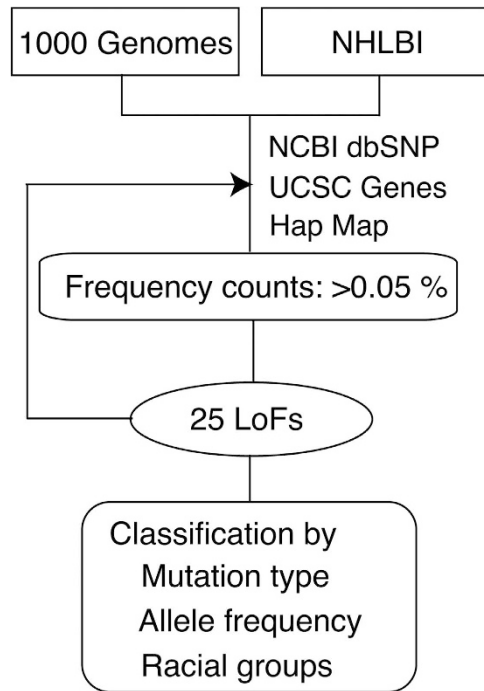 1000 Genomes
NHLBI
NCBI dbSNP
UCSC Genes
Hap Map
Frequency counts: >0.05 %
25 LoFs
Classification by
Mutation type
Allele frequency
Racial groups